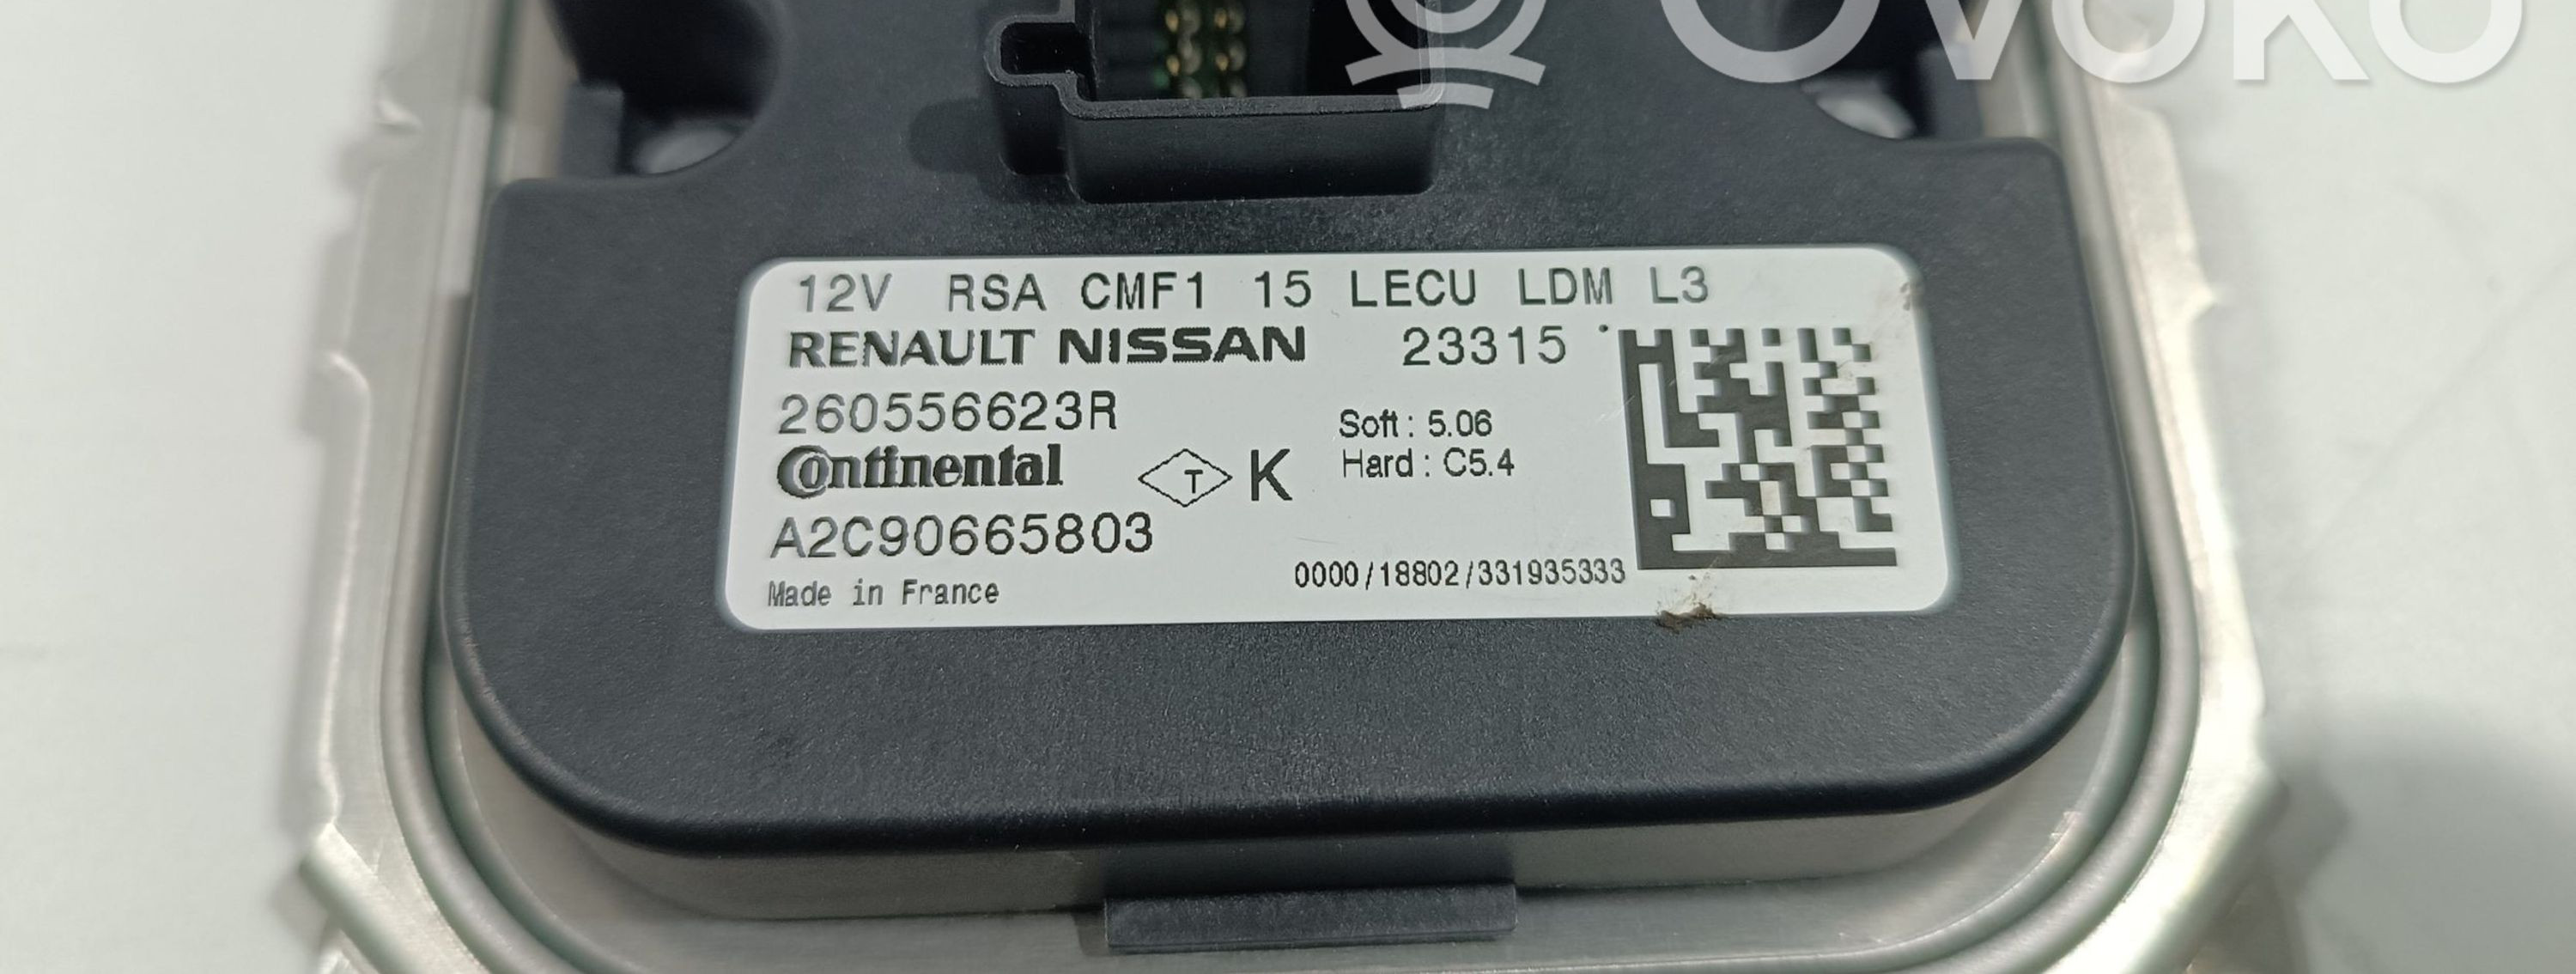 OVOKO
12V RSA CMF1 15 LECU LDM L3
RENAULT NISSAN 23315
260556623R
Soft : 5.06
Continental T K Hard : C5.4
A2C90665803
0000/18802/331935333
Made in France